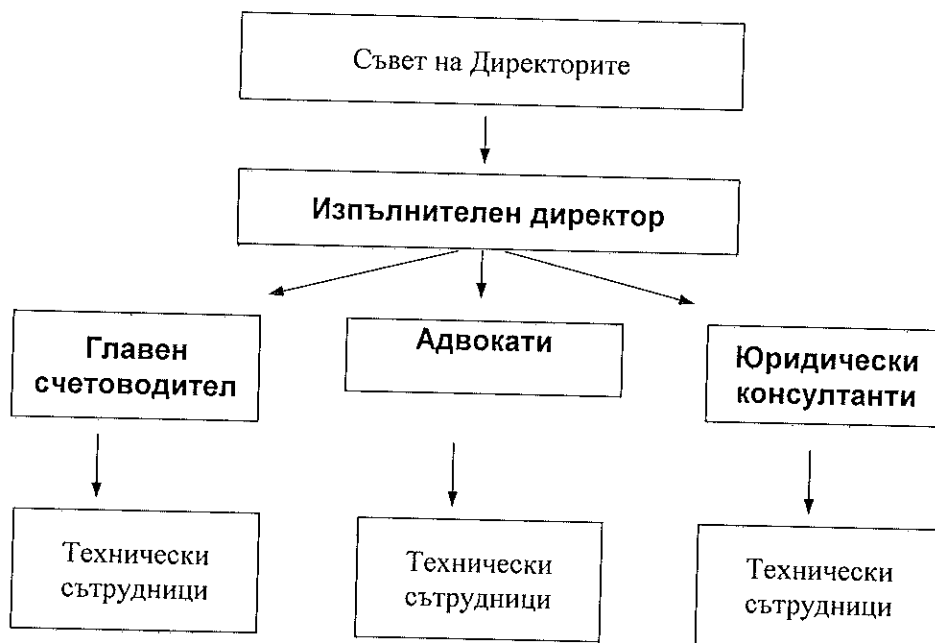 Съвет на Директорите
Изпълнителен директор
Главен
счетоводител
Адвокати
Юридически
консултанти
Технически
сътрудници
Технически
сътрудници
Технически
сътрудници